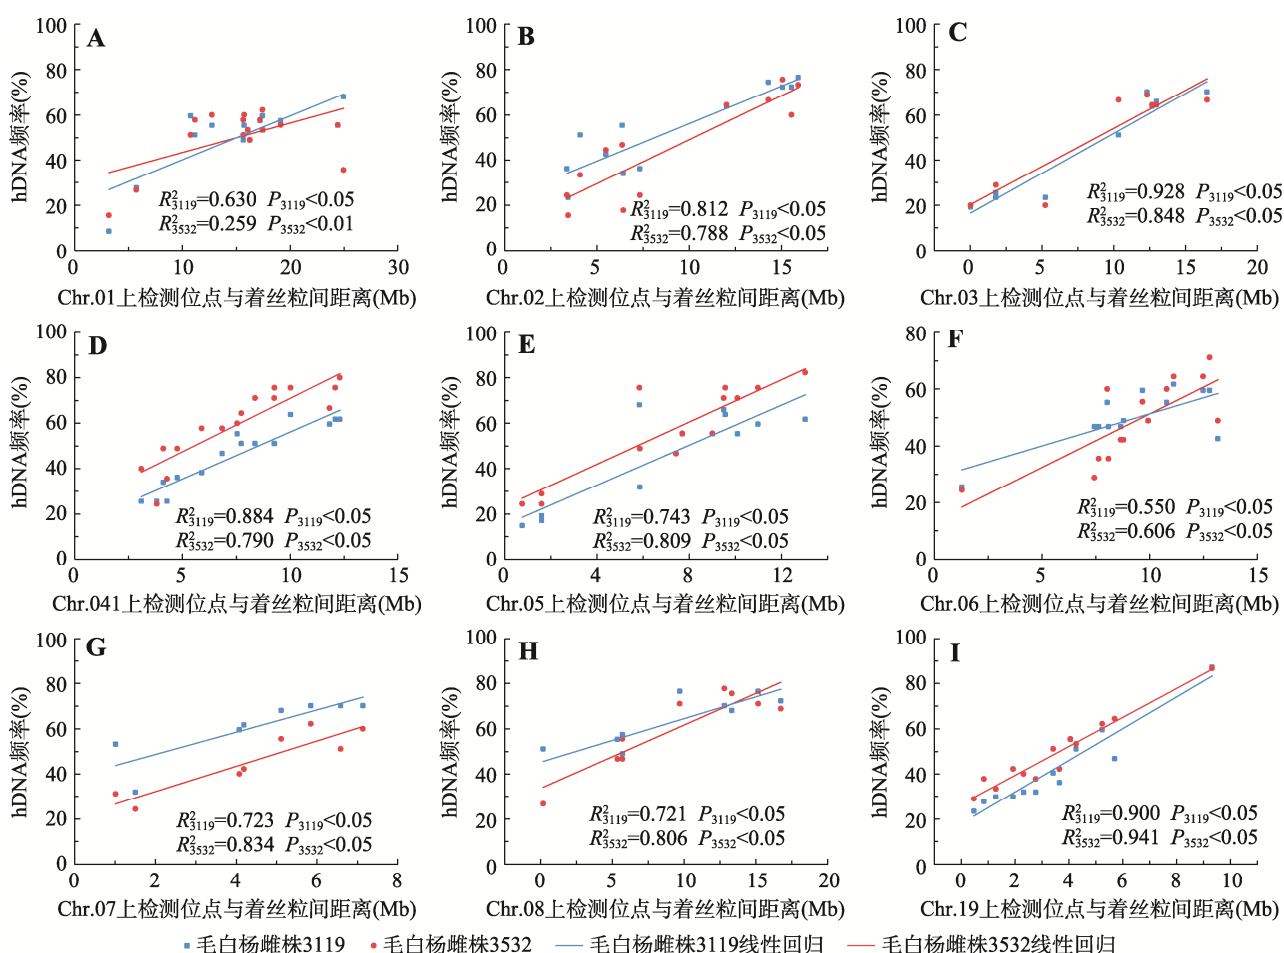 A
hDNA频率(%)
100
80
60
40
20
0
R²3119=0.630 P3119<0.05
R²3532=0.259 P3532<0.01
0 10 20 30
Chr.01上检测位点与着丝粒间距离(Mb)
B
hDNA频率(%)
100
80
60
40
20
0
R²3119=0.812 P3119<0.05
R²3532=0.788 P3532<0.05
0 5 10 15
Chr.02上检测位点与着丝粒间距离(Mb)
C
hDNA频率(%)
100
80
60
40
20
0
R²3119=0.928 P3119<0.05
R²3532=0.848 P3532<0.05
0 5 10 15 20
Chr.03上检测位点与着丝粒间距离(Mb)
D
hDNA频率(%)
100
80
60
40
20
0
R²3119=0.884 P3119<0.05
R²3532=0.790 P3532<0.05
0 5 10 15
Chr.041上检测位点与着丝粒间距离(Mb)
E
hDNA频率(%)
100
80
60
40
20
0
R²3119=0.743 P3119<0.05
R²3532=0.809 P3532<0.05
0 4 8 12
Chr.05上检测位点与着丝粒间距离(Mb)
F
hDNA频率(%)
80
60
40
20
0
R²3119=0.550 P3119<0.05
R²3532=0.606 P3532<0.05
0 5 10 15
Chr.06上检测位点与着丝粒间距离(Mb)
G
hDNA频率(%)
100
80
60
40
20
0
R²3119=0.723 P3119<0.05
R²3532=0.834 P3532<0.05
0 2 4 6 8
Chr.07上检测位点与着丝粒间距离(Mb)
H
hDNA频率(%)
100
80
60
40
20
0
R²3119=0.721 P3119<0.05
R²3532=0.806 P3532<0.05
0 5 10 15 20
Chr.08上检测位点与着丝粒间距离(Mb)
I
hDNA频率(%)
100
80
60
40
20
0
R²3119=0.900 P3119<0.05
R²3532=0.941 P3532<0.05
0 2 4 6 8 10
Chr.19上检测位点与着丝粒间距离(Mb)
毛白杨雌株3119 毛白杨雌株3532 毛白杨雌株3119线性回归 毛白杨雌株3532线性回归